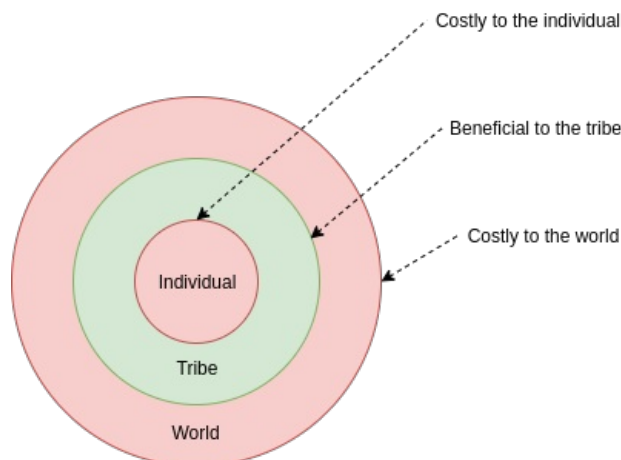 Costly to the individual
Beneficial to the tribe
Costly to the world
Individual
Tribe
World